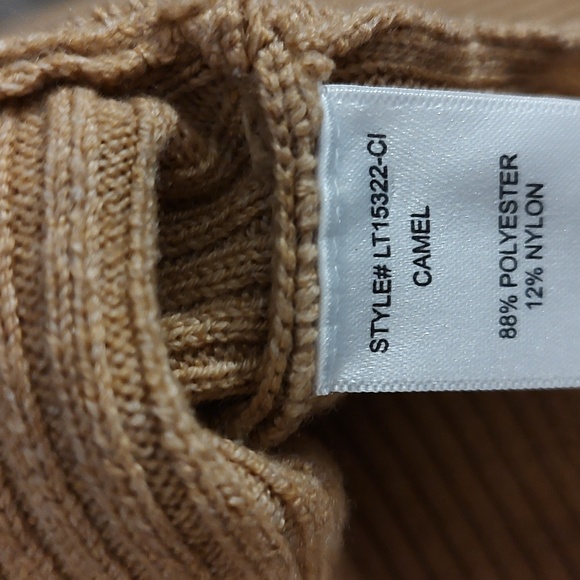 STYLE# LT15322-CI
CAMEL
88% POLYESTER
12% NYLON